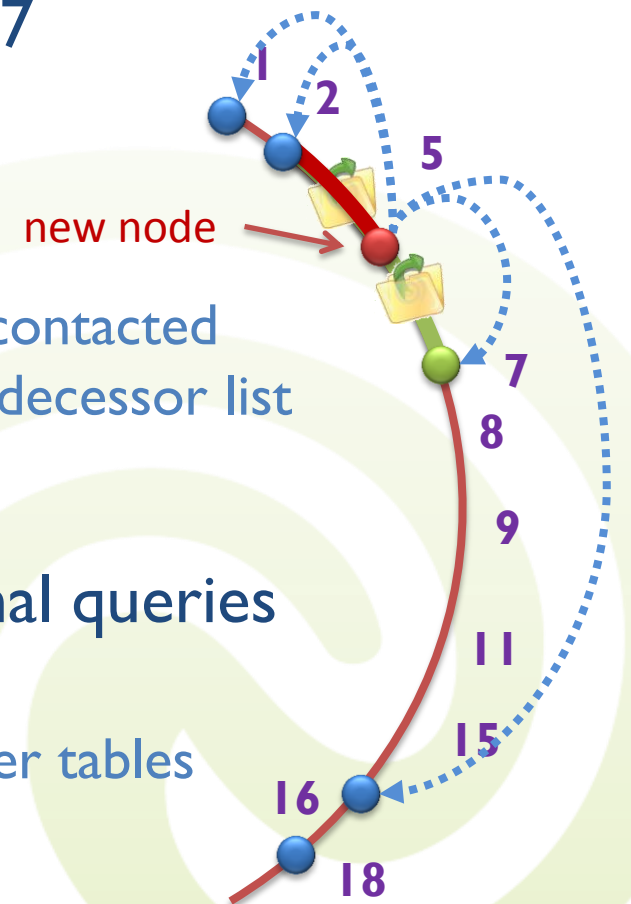 7
1
2
5
new node
contacted
decessor list
7
8
9
nal queries
11
15
er tables
16
18